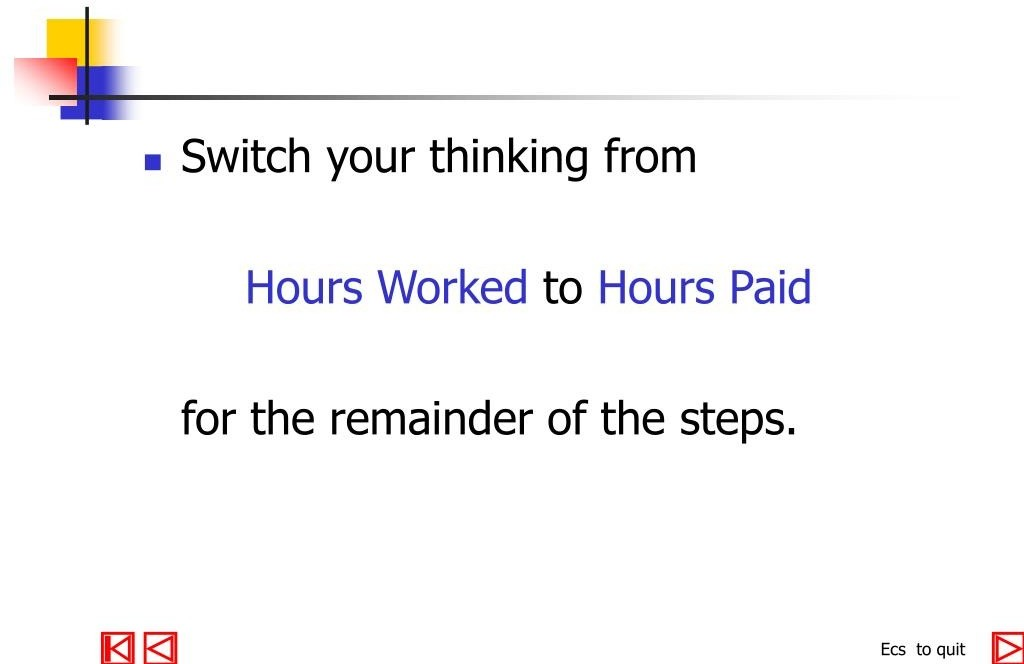 Switch your thinking from
Hours Worked to Hours Paid
for the remainder of the steps.
Ecs to quit